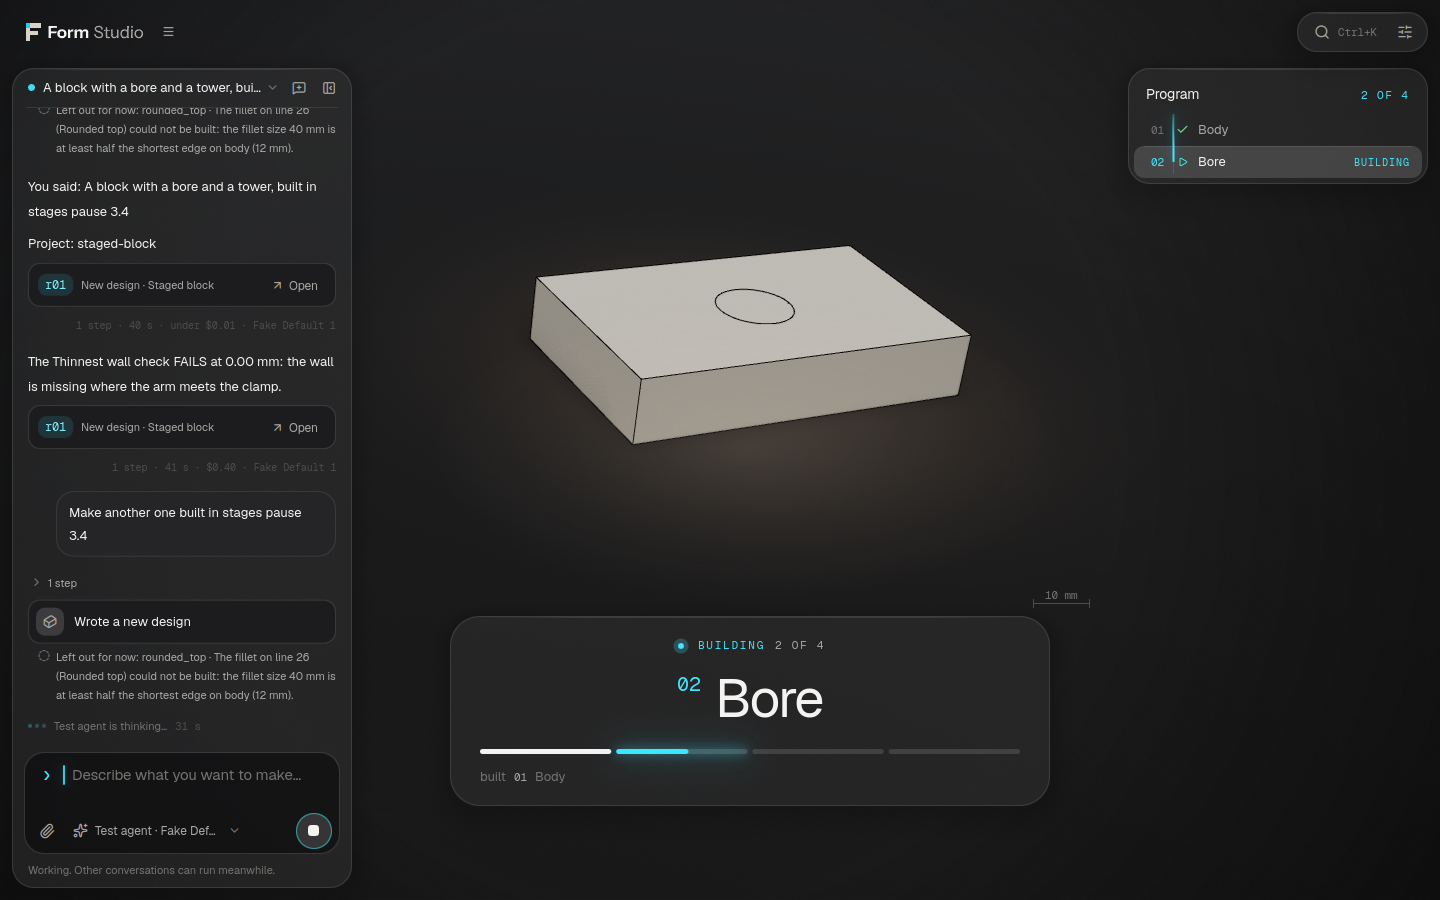 Form Studio
Ctrl+K
A block with a bore and a tower, bui...
Left out for now: rounded_top · The fillet on line 26
(Rounded top) could not be built: the fillet size 40 mm is
at least half the shortest edge on body (12 mm).
You said: A block with a bore and a tower, built in
stages pause 3.4
Project: staged-block
r01 New design · Staged block Open
1 step · 40 s · under $0.01 · Fake Default 1
The Thinnest wall check FAILS at 0.00 mm: the wall
is missing where the arm meets the clamp.
r01 New design · Staged block Open
1 step · 41 s · $0.40 · Fake Default 1
Make another one built in stages pause
3.4
1 step
Wrote a new design
Left out for now: rounded_top · The fillet on line 26
(Rounded top) could not be built: the fillet size 40 mm is
at least half the shortest edge on body (12 mm).
Test agent is thinking... 31 s
Describe what you want to make...
Test agent · Fake Def...
Working. Other conversations can run meanwhile.
Program 2 OF 4
01 Body
02 Bore BUILDING
10 mm
BUILDING 2 OF 4
02 Bore
built 01 Body